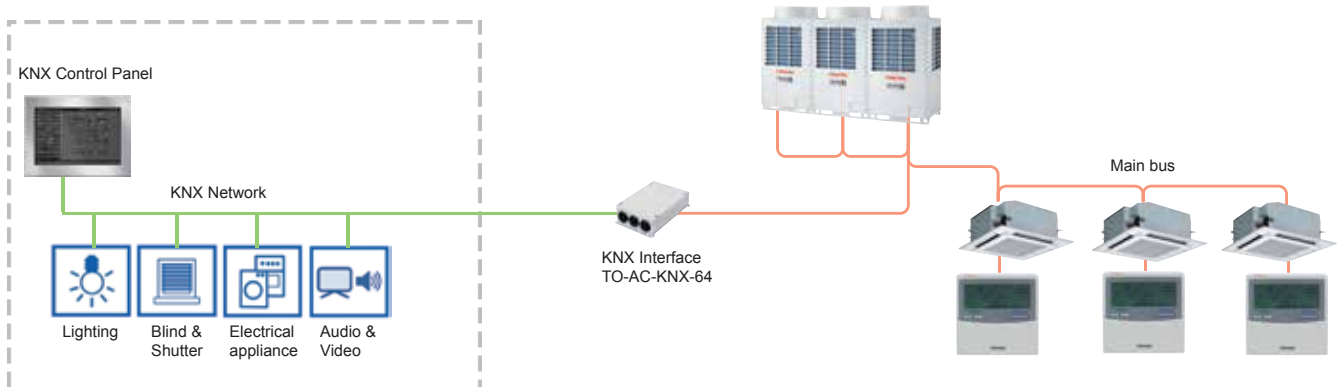 KNX Control Panel
KNX Network
Main bus
KNX Interface
TO-AC-KNX-64
Lighting
Blind &
Shutter
Electrical
appliance
Audio &
Video